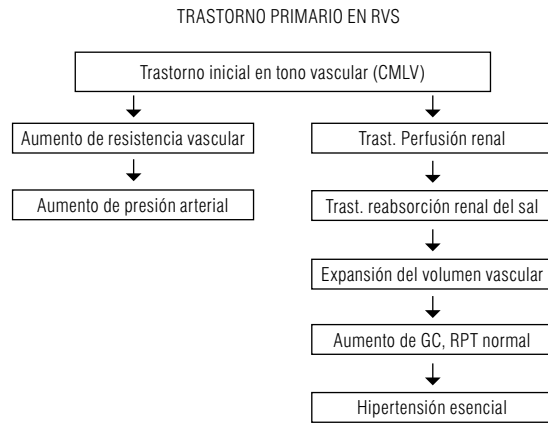 TRASTORNO PRIMARIO EN RVS
Trastorno inicial en tono vascular (CMLV)
Aumento de resistencia vascular
Aumento de presión arterial
Trast. Perfusión renal
Trast. reabsorción renal del sal
Expansión del volumen vascular
Aumento de GC, RPT normal
Hipertensión esencial